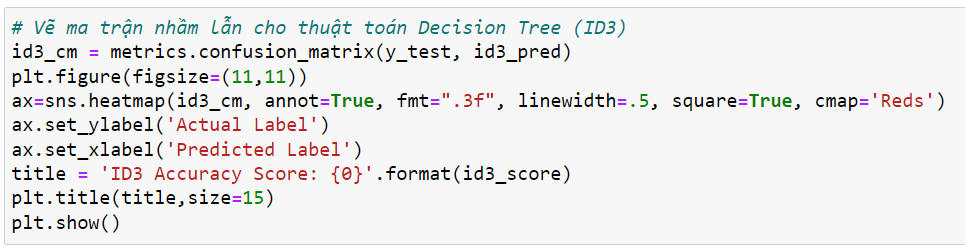 # Vẽ ma trận nhầm lẫn cho thuật toán Decision Tree (ID3)
id3_cm = metrics.confusion_matrix(y_test, id3_pred)
plt.figure(figsize=(11,11))
ax=sns.heatmap(id3_cm, annot=True, fmt=".3f", linewidth=.5, square=True, cmap='Reds')
ax.set_ylabel('Actual Label')
ax.set_xlabel('Predicted Label')
title = 'ID3 Accuracy Score: {0}'.format(id3_score)
plt.title(title,size=15)
plt.show()